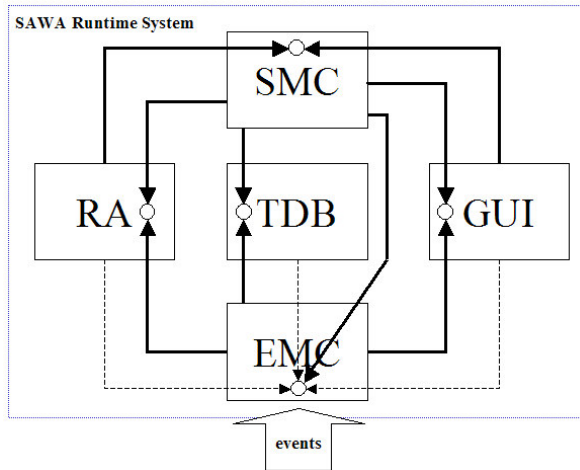 SAWA Runtime System
SMC
RA
TDB
GUI
EMC
events